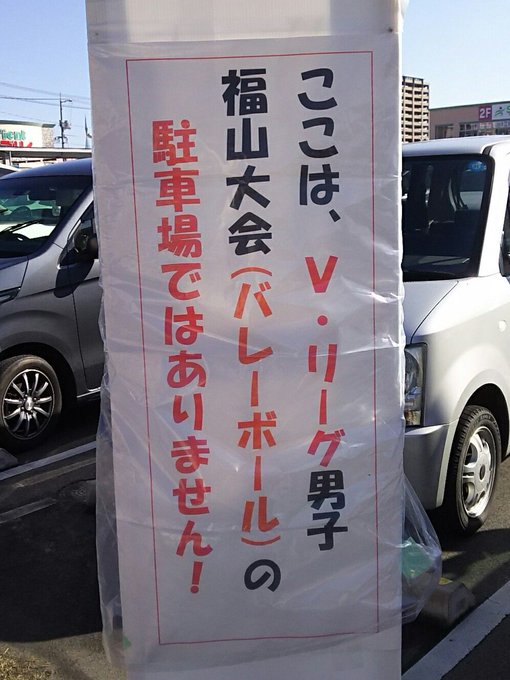 ここは、V・リーグ男子
福山大会(バレーボール)の
駐車場ではありません!
2F